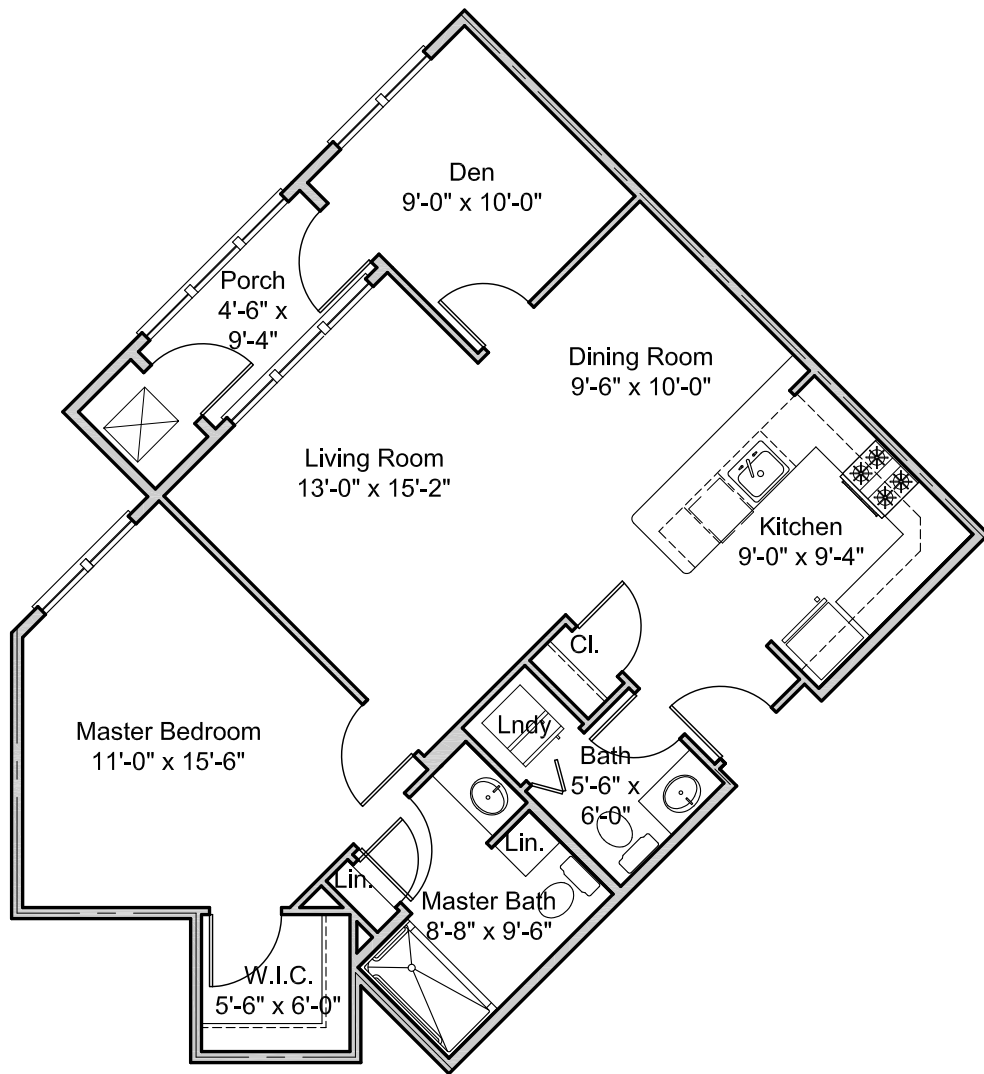 Den
9'-0" x 10'-0"
Porch
4'-6" x
9'-4"
Dining Room
9'-6" x 10'-0"
Living Room
13'-0" x 15'-2"
Kitchen
9'-0" x 9'-4"
Cl.
Lndy
Master Bedroom
11'-0" x 15'-6"
Bath
5'-6" x
6'-0"
Lin.
Lin.
Master Bath
8'-8" x 9'-6"
W.I.C.
5'-6" x 6'-0"